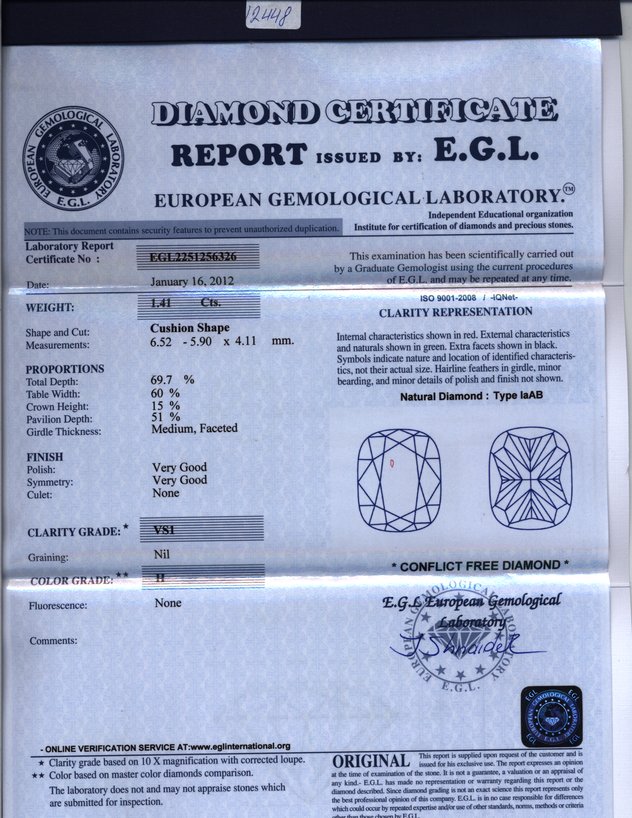 12448
DIAMOND CERTIFICATE
REPORT ISSUED BY: E.G.L.
EUROPEAN GEMOLOGICAL LABORATORY.™
EUROPEAN GEMOLOGICAL LABORATORY
E.G.L.
Independent Educational organization
Institute for certification of diamonds and precious stones.
NOTE: This document contains security features to prevent unauthorized duplication.
Laboratory Report
Certificate No : EGL2251256326
Date: January 16, 2012
This examination has been scientifically carried out
by a Graduate Gemologist using the current procedures
of E.G.L. and may be repeated at any time.
WEIGHT: 1.41 Cts.
Shape and Cut: Cushion Shape
Measurements: 6.52 - 5.90 x 4.11 mm.
PROPORTIONS
Total Depth: 69.7 %
Table Width: 60 %
Crown Height: 15 %
Pavilion Depth: 51 %
Girdle Thickness: Medium, Faceted
FINISH
Polish: Very Good
Symmetry: Very Good
Culet: None
CLARITY GRADE: * VS1
Graining: Nil
COLOR GRADE: ** H
Fluorescence: None
Comments:
ISO 9001-2008 / -IQNet-
CLARITY REPRESENTATION
Internal characteristics shown in red. External characteristics
and naturals shown in green. Extra facets shown in black.
Symbols indicate nature and location of identified characteris-
tics, not their actual size. Hairline feathers in girdle, minor
bearding, and minor details of polish and finish not shown.
Natural Diamond : Type IaAB
* CONFLICT FREE DIAMOND *
E.G.L European Gemological
Laboratory
EUROPEAN GEMOLOGICAL LABORATORY
E.G.L.
- ONLINE VERIFICATION SERVICE AT:www.eglinternational.org
* Clarity grade based on 10 X magnification with corrected loupe.
** Color based on master color diamonds comparison.
The laboratory does not and may not appraise stones which
are submitted for inspection.
ORIGINAL This report is supplied upon request of the customer and is
issued for his exclusive use. The report expresses an opinion
at the time of examination of the stone. It is not a guarantee, a valuation or an appraisal of
any kind.- E.G.L. has made no representation or warranty regarding this report or the
diamond described. Since diamond grading is not an exact science this report represents only
the best professional opinion of this company. E.G.L. is in no case responsible for differences
which could occur by repeated expertise and/or use of other standards, norms, methods or criteria
other than those chosen by E.G.L